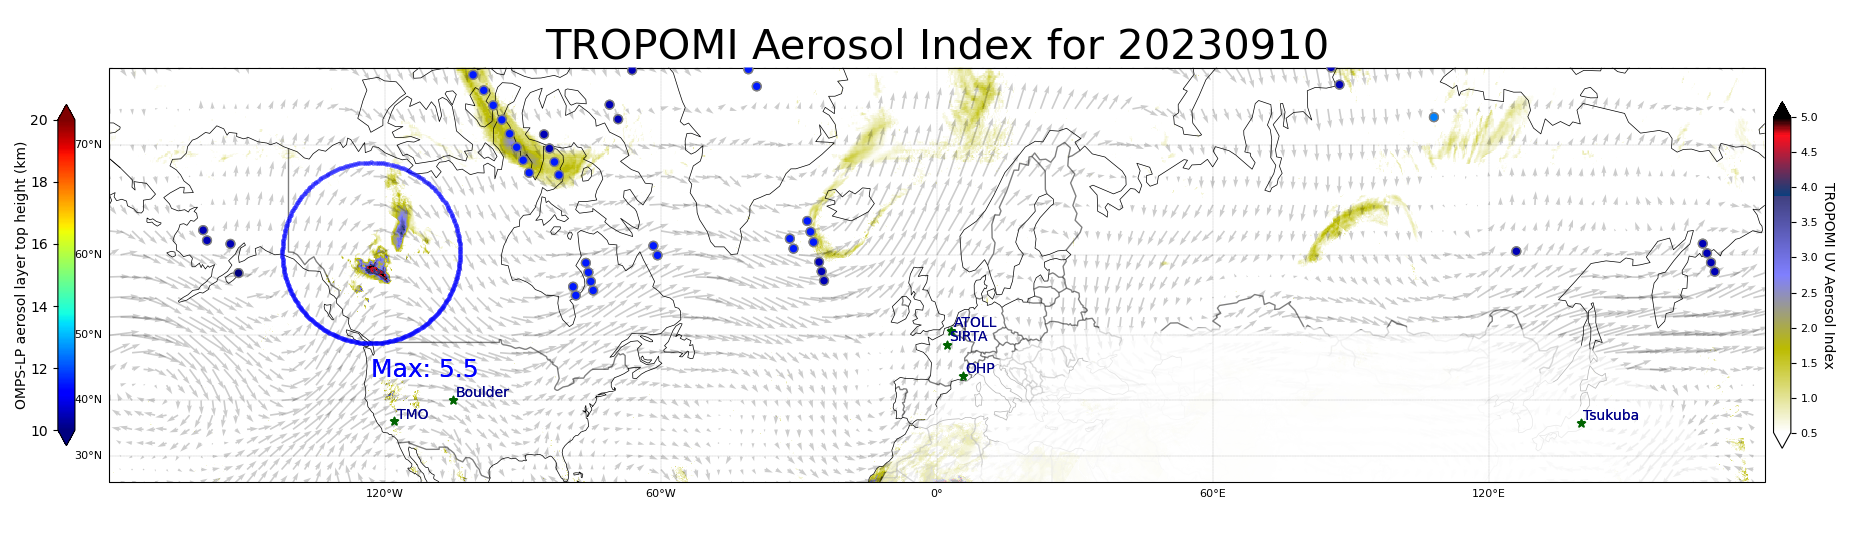 TROPOMI Aerosol Index for 20230910
OMPS-LP aerosol layer top height (km)
20
18
16
14
12
10
70°N
60°N
50°N
40°N
30°N
120°W
60°W
0°
60°E
120°E
Max: 5.5
Boulder
TMO
ATOLL
SIRTA
OHP
Tsukuba
5.0
4.5
4.0
3.5
3.0
2.5
2.0
1.5
1.0
0.5
TROPOMI UV Aerosol Index